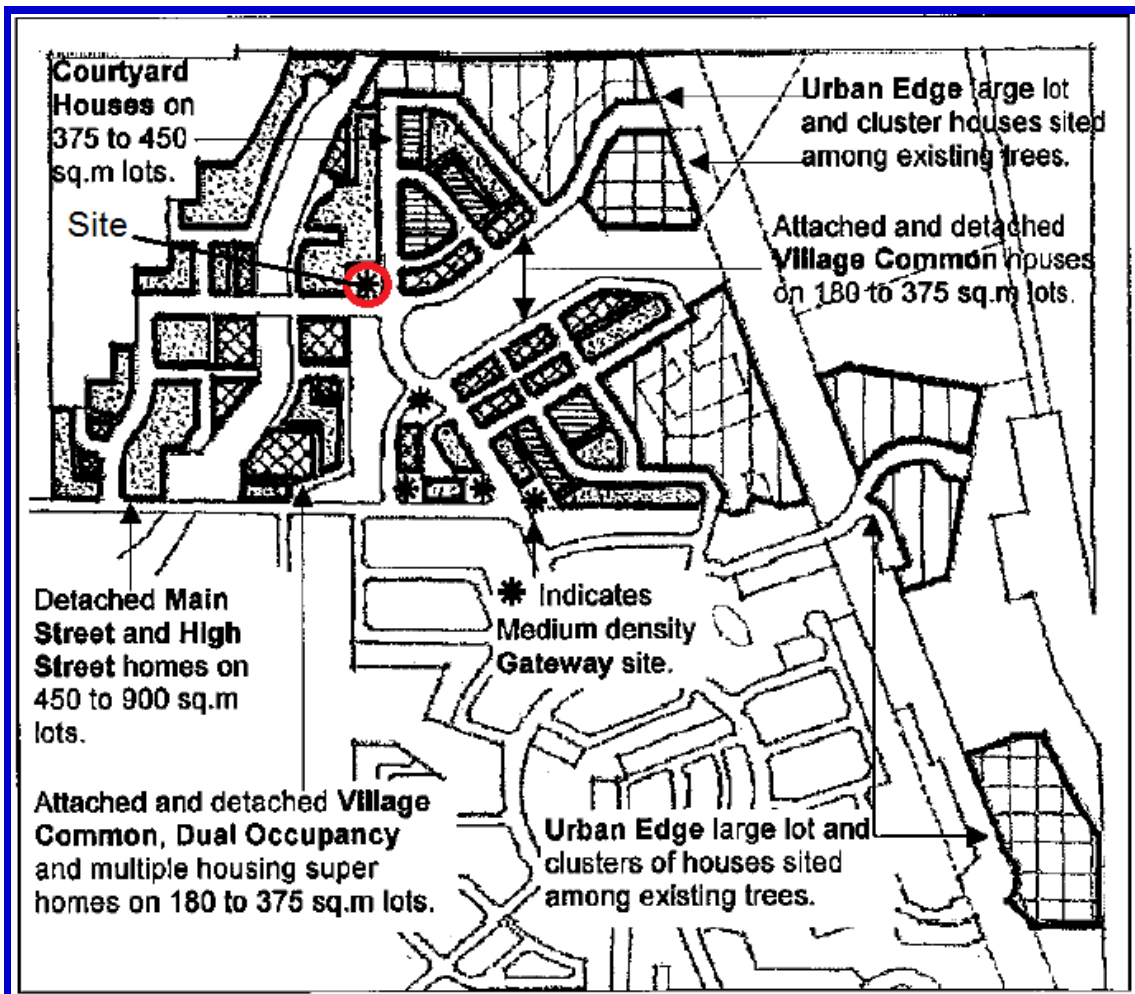 Courtyard
Houses on
375 to 450
sq.m lots.
Site
Urban Edge large lot
and cluster houses sited
among existing trees.
Attached and detached
Village Common houses
on 180 to 375 sq.m lots.
Detached Main
Street and High
Street homes on
450 to 900 sq.m
lots.
Indicates
Medium density
Gateway site.
Attached and detached Village
Common, Dual Occupancy
and multiple housing super
homes on 180 to 375 sq.m lots.
Urban Edge large lot and
clusters of houses sited
among existing trees.